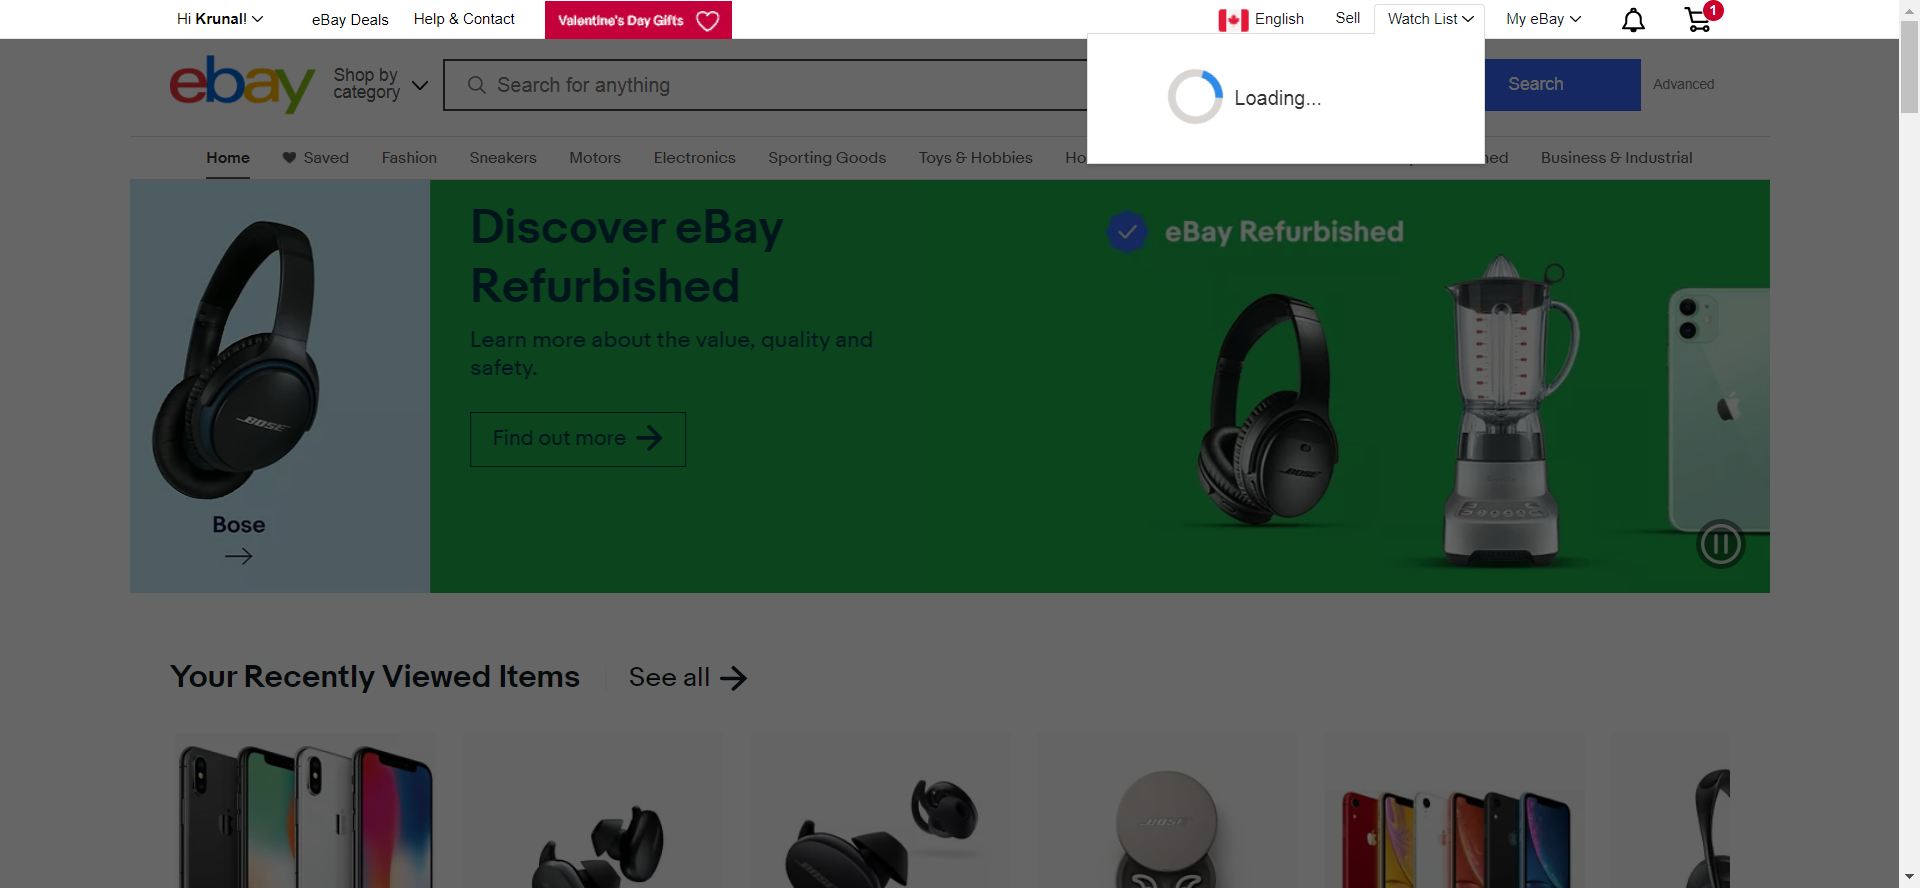 Hi Krunal!
eBay Deals
Help & Contact
Valentine's Day Gifts
English
Sell
Watch List
My eBay
1
ebay
Shop by
category
Search for anything
Loading...
Search
Advanced
Home
Saved
Fashion
Sneakers
Motors
Electronics
Sporting Goods
Toys & Hobbies
Business & Industrial
Discover eBay
Refurbished
Learn more about the value, quality and
safety.
Find out more
eBay Refurbished
BOSE
Bose
BOSE
Your Recently Viewed Items
See all
BOSE